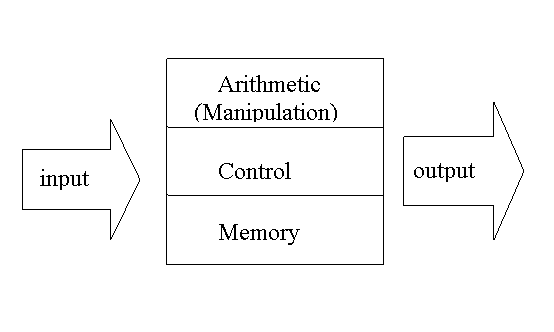 input
Arithmetic
(Manipulation)
Control
Memory
output